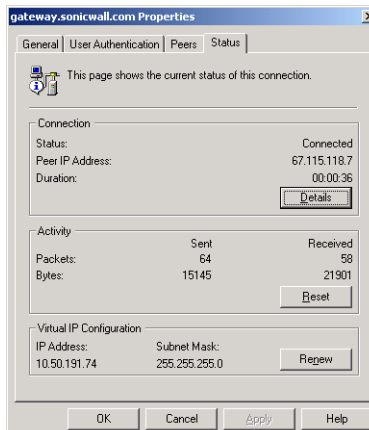 gateway.sonicwall.com Properties
General User Authentication Peers Status
This page shows the current status of this connection.
Connection
Status: Connected
Peer IP Address: 67.115.118.7
Duration: 00:00:36
Details
Activity
Sent Received
Packets: 64 58
Bytes: 15145 21901
Reset
Virtual IP Configuration
IP Address: Subnet Mask:
10.50.191.74 255.255.255.0 Renew
OK Cancel Apply Help